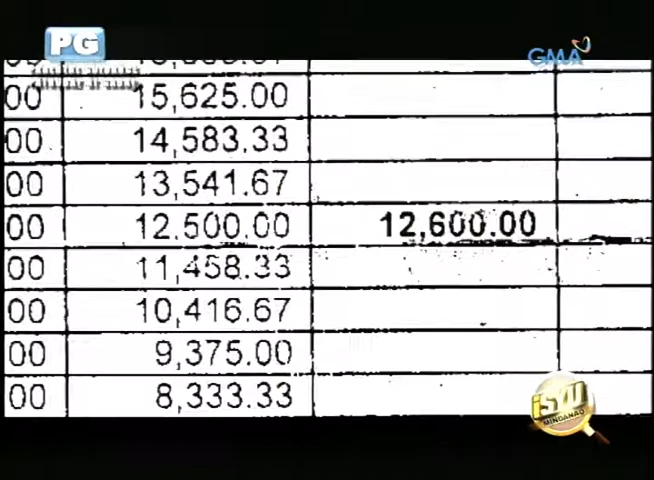 PG
GMA
00 15,625.00
00 14,583.33
00 13,541.67
00 12.500.00 12,600.00
00 11,458.33
00 10,416.67
00 9,375.00
00 8,333.33
iSYU
MINDANAO